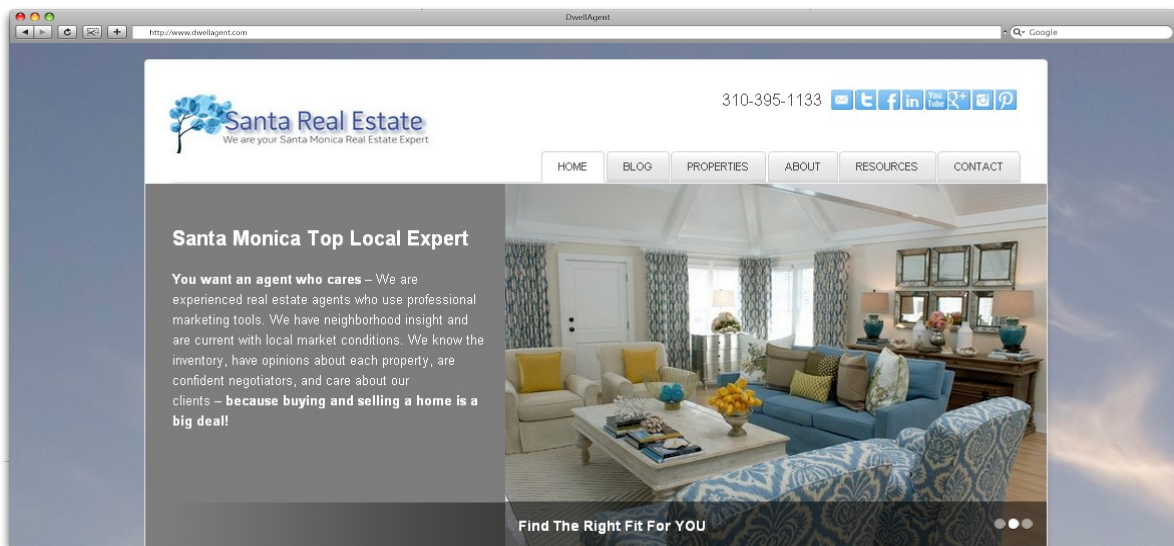 DwellAgent
http://www.dwellagent.com
Google
Santa Real Estate
We are your Santa Monica Real Estate Expert
310-395-1133
You Tube
HOME BLOG PROPERTIES ABOUT RESOURCES CONTACT
Santa Monica Top Local Expert
You want an agent who cares – We are
experienced real estate agents who use professional
marketing tools. We have neighborhood insight and
are current with local market conditions. We know the
inventory, have opinions about each property, are
confident negotiators, and care about our
clients – because buying and selling a home is a
big deal!
Find The Right Fit For YOU